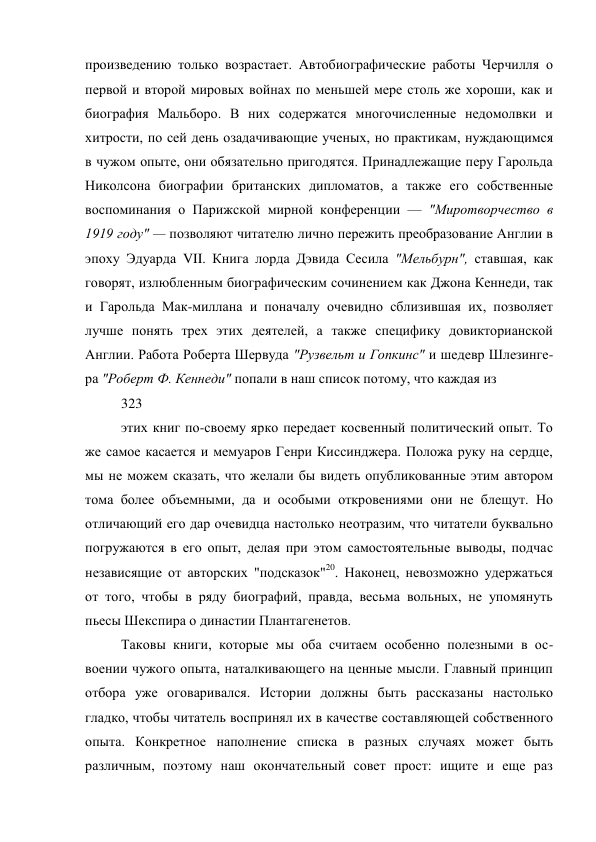 произведению только возрастает. Автобиографические работы Черчилля о
первой и второй мировых войнах по меньшей мере столь же хороши, как и
биография Мальборо. В них содержатся многочисленные недомолвки и
хитрости, по сей день озадачивающие ученых, но практикам, нуждающимся
в чужом опыте, они обязательно пригодятся. Принадлежащие перу Гарольда
Николсона биографии британских дипломатов, а также его собственные
воспоминания о Парижской мирной конференции — "Миротворчество в
1919 году" — позволяют читателю лично пережить преобразование Англии в
эпоху Эдуарда VII. Книга лорда Дэвида Сесила "Мельбурн", ставшая, как
говорят, излюбленным биографическим сочинением как Джона Кеннеди, так
и Гарольда Мак-миллана и поначалу очевидно сблизившая их, позволяет
лучше понять трех этих деятелей, а также специфику довикторианской
Англии. Работа Роберта Шервуда "Рузвельт и Гопкинс" и шедевр Шлезинге-
ра "Роберт Ф. Кеннеди" попали в наш список потому, что каждая из
323
этих книг по-своему ярко передает косвенный политический опыт. То
же самое касается и мемуаров Генри Киссинджера. Положа руку на сердце,
мы не можем сказать, что желали бы видеть опубликованные этим автором
тома более объемными, да и особыми откровениями они не блещут. Но
отличающий его дар очевидца настолько неотразим, что читатели буквально
погружаются в его опыт, делая при этом самостоятельные выводы, подчас
независящие от авторских "подсказок"20. Наконец, невозможно удержаться
от того, чтобы в ряду биографий, правда, весьма вольных, не упомянуть
пьесы Шекспира о династии Плантагенетов.
Таковы книги, которые мы оба считаем особенно полезными в ос-
воении чужого опыта, наталкивающего на ценные мысли. Главный принцип
отбора уже оговаривался. Истории должны быть рассказаны настолько
гладко, чтобы читатель воспринял их в качестве составляющей собственного
опыта. Конкретное наполнение списка в разных случаях может быть
различным, поэтому наш окончательный совет прост: ищите и еще раз